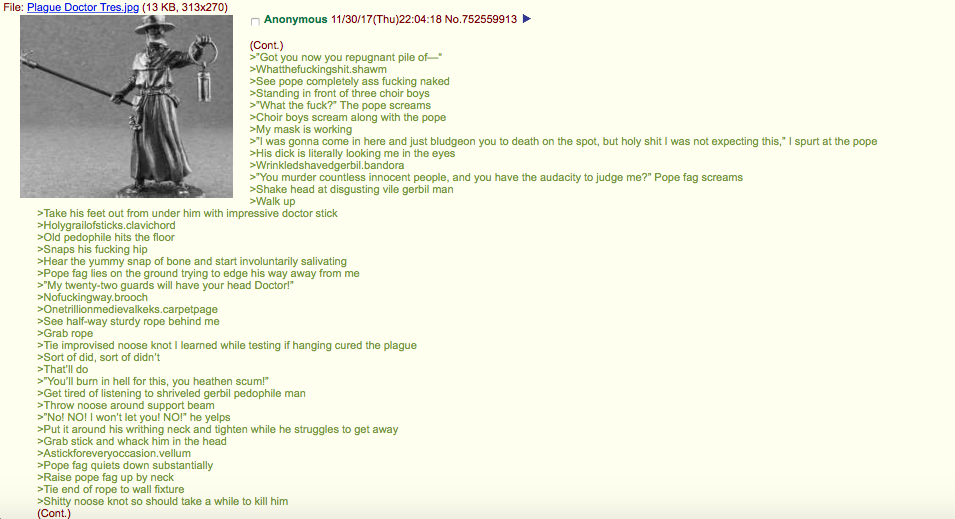 File: Plague Doctor Tres.jpg (13 KB, 313x270)
Anonymous 11/30/17(Thu)22:04:18 No.752559913
(Cont.)
>"Got you now you repugnant pile of—"
>Whatthefuckingshit.shawm
>See pope completely ass fucking naked
>Standing in front of three choir boys
>"What the fuck?" The pope screams
>Choir boys scream along with the pope
>My mask is working
>"I was gonna come in here and just bludgeon you to death on the spot, but holy shit I was not expecting this," I spurt at the pope
>His dick is literally looking me in the eyes
>Wrinkledshavedgerbil.bandora
>"You murder countless innocent people, and you have the audacity to judge me?" Pope fag screams
>Shake head at disgusting vile gerbil man
>Walk up
>Take his feet out from under him with impressive doctor stick
>Holygrailofsticks.clavichord
>Old pedophile hits the floor
>Snaps his fucking hip
>Hear the yummy snap of bone and start involuntarily salivating
>Pope fag lies on the ground trying to edge his way away from me
>"My twenty-two guards will have your head Doctor!"
>Nofuckingway.brooch
>Onetrillionmedievalkeks.carpetpage
>See half-way sturdy rope behind me
>Grab rope
>Tie improvised noose knot I learned while testing if hanging cured the plague
>Sort of did, sort of didn't
>That'll do
>"You'll burn in hell for this, you heathen scum!"
>Get tired of listening to shriveled gerbil pedophile man
>Throw noose around support beam
>"No! NO! I won't let you! NO!" he yelps
>Put it around his writhing neck and tighten while he struggles to get away
>Grab stick and whack him in the head
>Astickforeveryoccasion.vellum
>Pope fag quiets down substantially
>Raise pope fag up by neck
>Tie end of rope to wall fixture
>Shitty noose knot so should take a while to kill him
(Cont.)